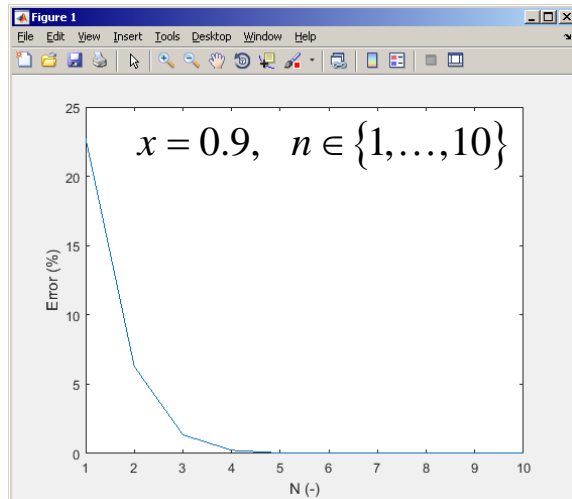 Figure 1
File Edit View Insert Tools Desktop Window Help
x = 0.9, n ∈ {1,…,10}
25
20
15
10
5
0
Error (%)
1 2 3 4 5 6 7 8 9 10
N (-)